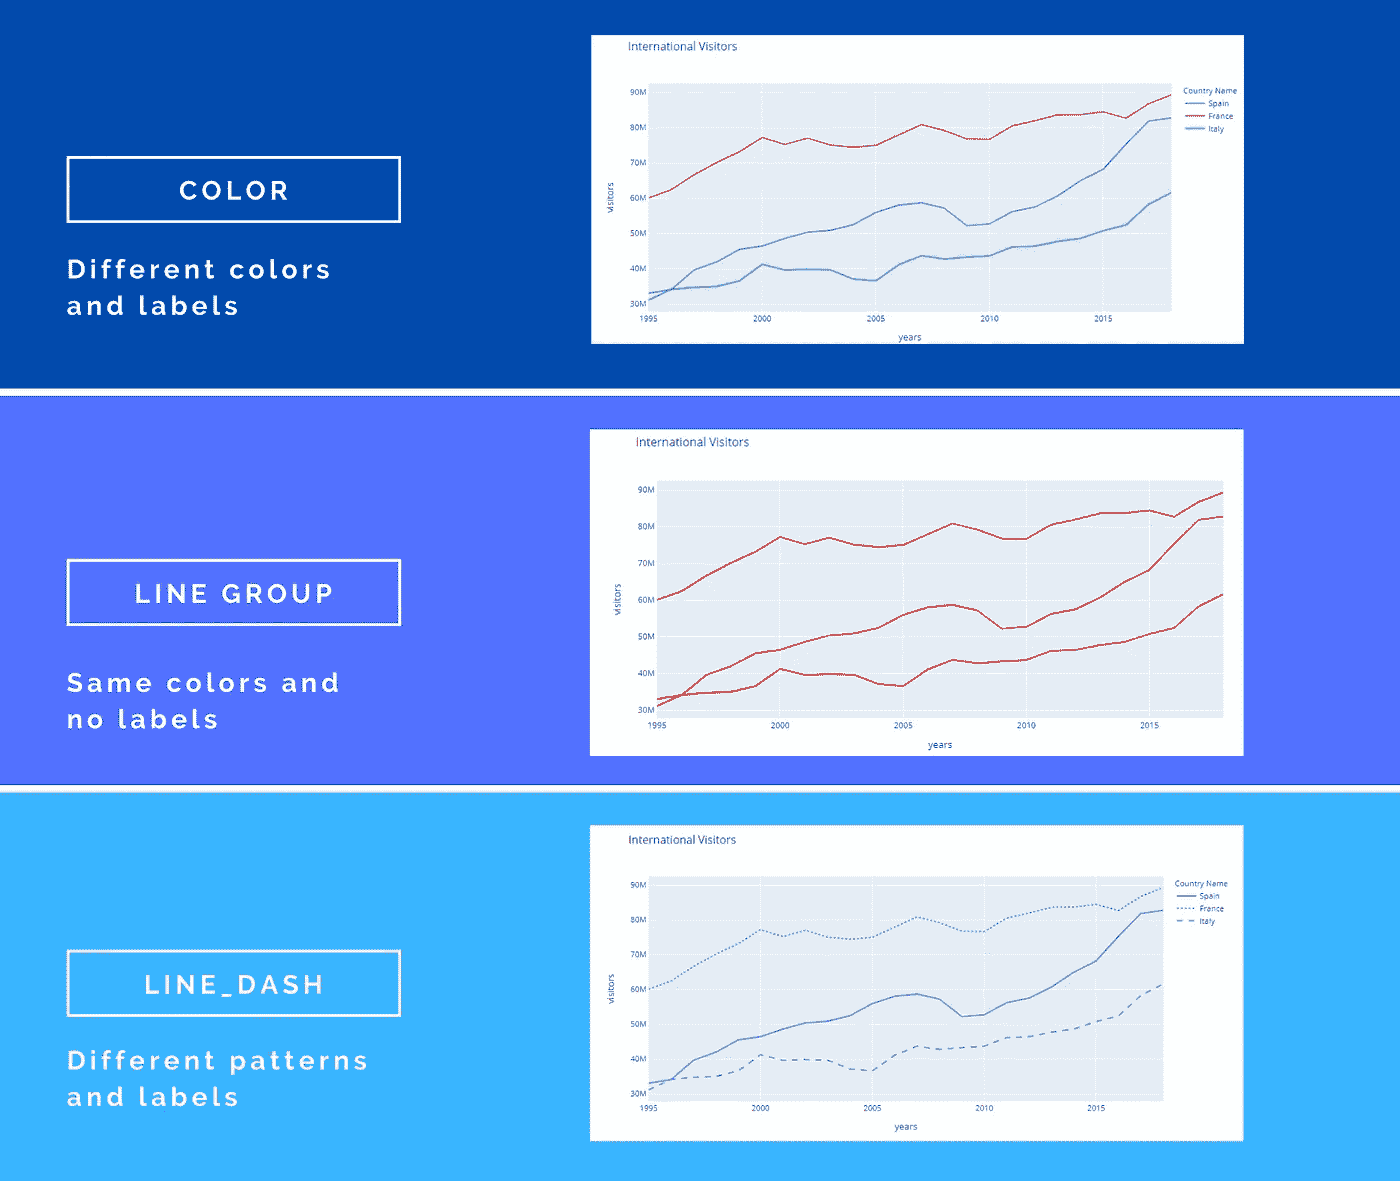 COLOR
Different colors
and labels
International Visitors
90M
80M
70M
60M
50M
40M
30M
visitors
1995 2000 2005 2010 2015
years
Country Name
Spain
France
Italy
LINE GROUP
Same colors and
no labels
International Visitors
90M
80M
70M
60M
50M
40M
30M
visitors
1995 2000 2005 2010 2015
years
LINE_DASH
Different patterns
and labels
International Visitors
90M
80M
70M
60M
50M
40M
30M
visitors
1995 2000 2005 2010 2015
years
Country Name
Spain
France
Italy